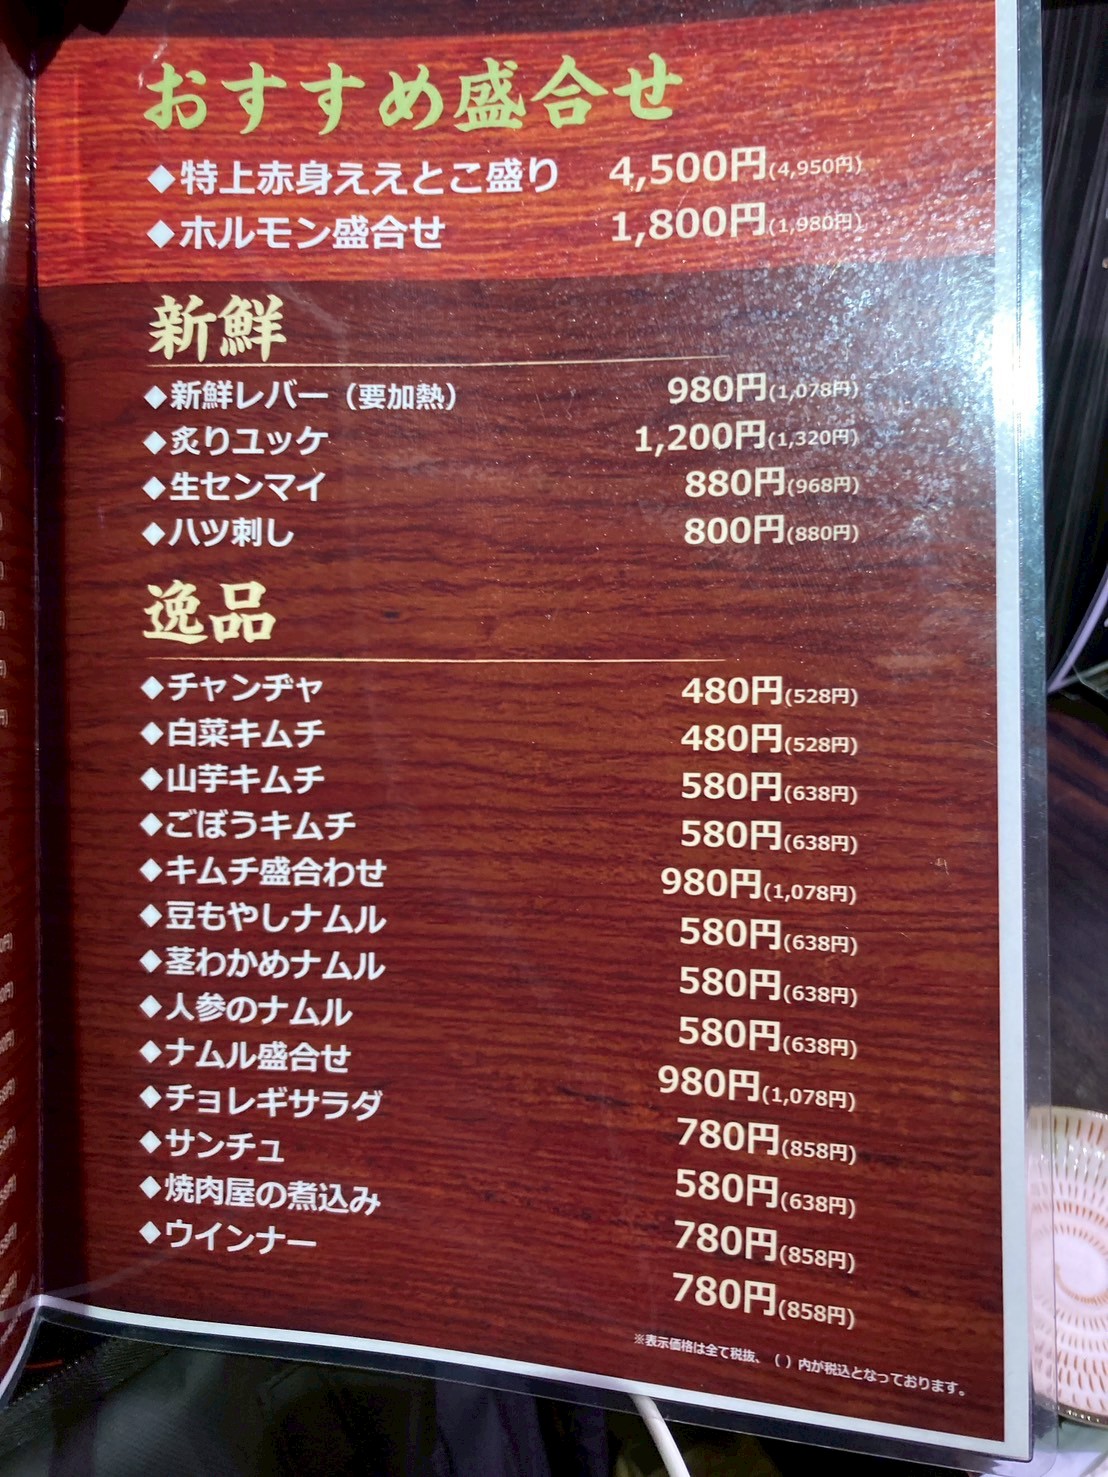 おすすめ盛合せ
◆特上赤身ええとこ盛り 4,500円(4,950円)
◆ホルモン盛合せ 1,800円(1,980円)
新鮮
◆新鮮レバー（要加熱） 980円(1,078円)
◆炙りユッケ 1,200円(1,320円)
◆生センマイ 880円(968円)
◆ハツ刺し 800円(880円)
逸品
◆チャンヂャ 480円(528円)
◆白菜キムチ 480円(528円)
◆山芋キムチ 580円(638円)
◆ごぼうキムチ 580円(638円)
◆キムチ盛合わせ 980円(1,078円)
◆豆もやしナムル 580円(638円)
◆茎わかめナムル 580円(638円)
◆人参のナムル 580円(638円)
◆ナムル盛合せ 980円(1,078円)
◆チョレギサラダ 780円(858円)
◆サンチュ 580円(638円)
◆焼肉屋の煮込み 780円(858円)
◆ウインナー 780円(858円)
※表示価格は全て税抜、（ ）内が税込となっております。